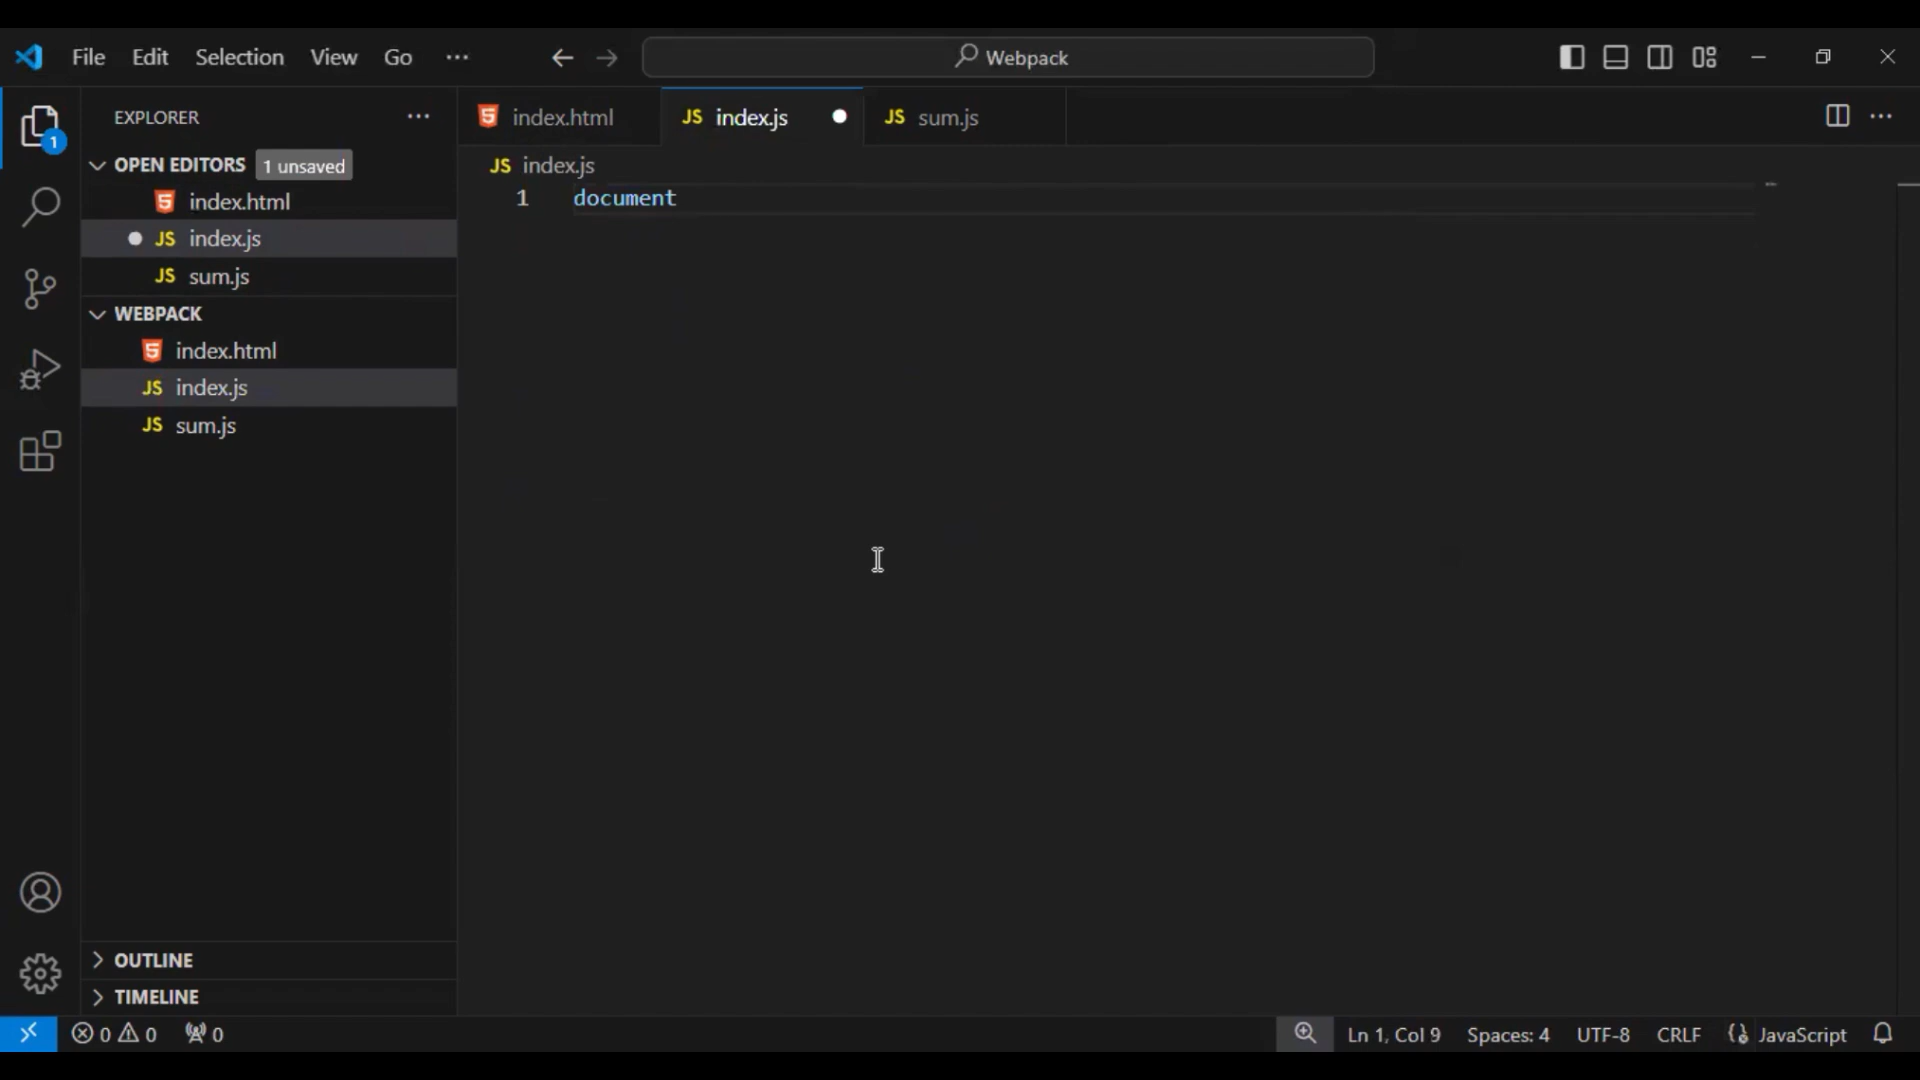 File Edit Selection View Go ···
Webpack
EXPLORER ···
index.html
JS index.js
JS sum.js
···
1
OPEN EDITORS 1 unsaved
JS index.js
index.html
1 document
JS index.js
JS sum.js
WEBPACK
index.html
JS index.js
JS sum.js
OUTLINE
TIMELINE
0 0 0
Ln 1, Col 9 Spaces: 4 UTF-8 CRLF JavaScript